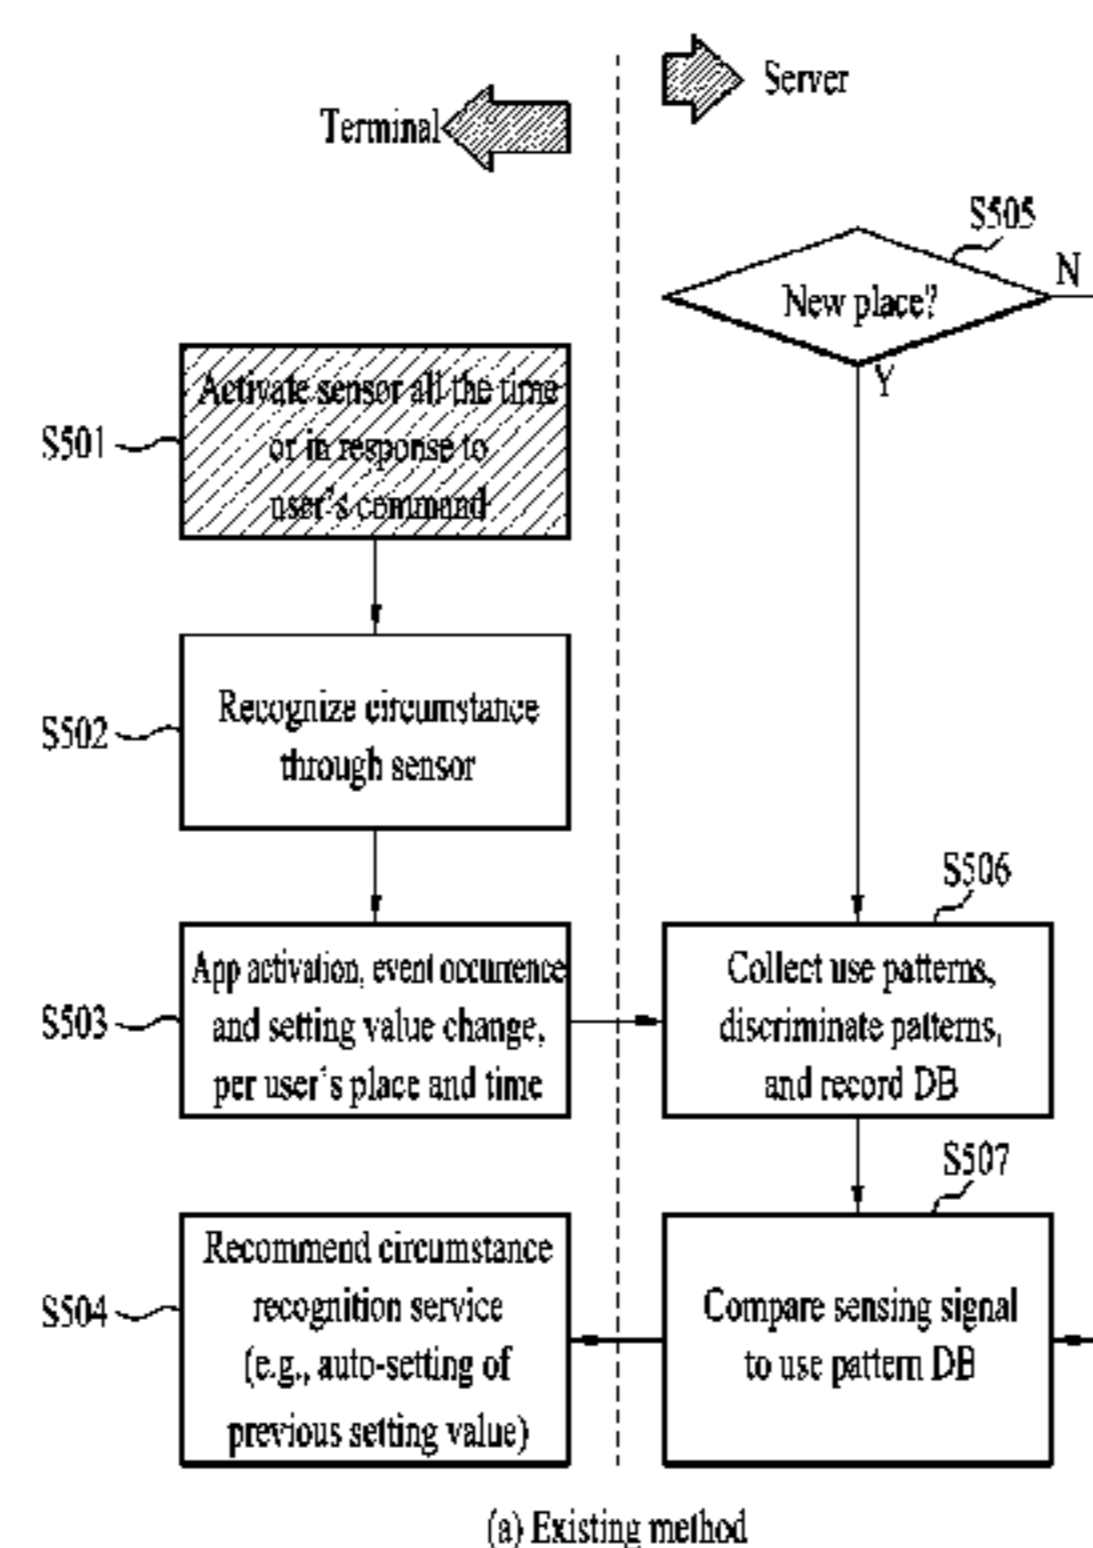 Server
Terminal
S505
New place?
N
Y
S501
Activate sensor all the time
or in response to
user's command
S502
Recognize circumstance
through sensor
S503
App activation, event occurrence
and setting value change,
per user's place and time
S506
Collect use patterns,
discriminate patterns,
and record DB
S507
S504
Recommend circumstance
recognition service
(e.g., auto-setting of
previous setting value)
Compare sensing signal
to use pattern DB
(a) Existing method